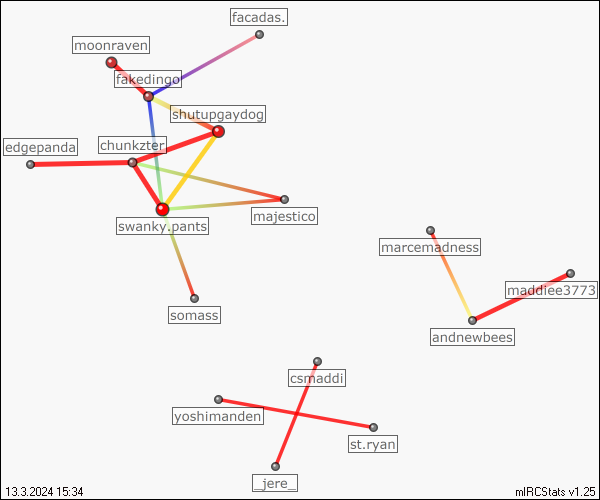 facadas.
moonraven
fakedingo
shutupgaydog
edgepanda
chunkzter
majestico
swanky.pants
marcemadness
maddiee3773
somass
andnewbees
csmaddi
yoshimanden
st.ryan
_jere_
13.3.2024 15:34
mIRCStats v1.25